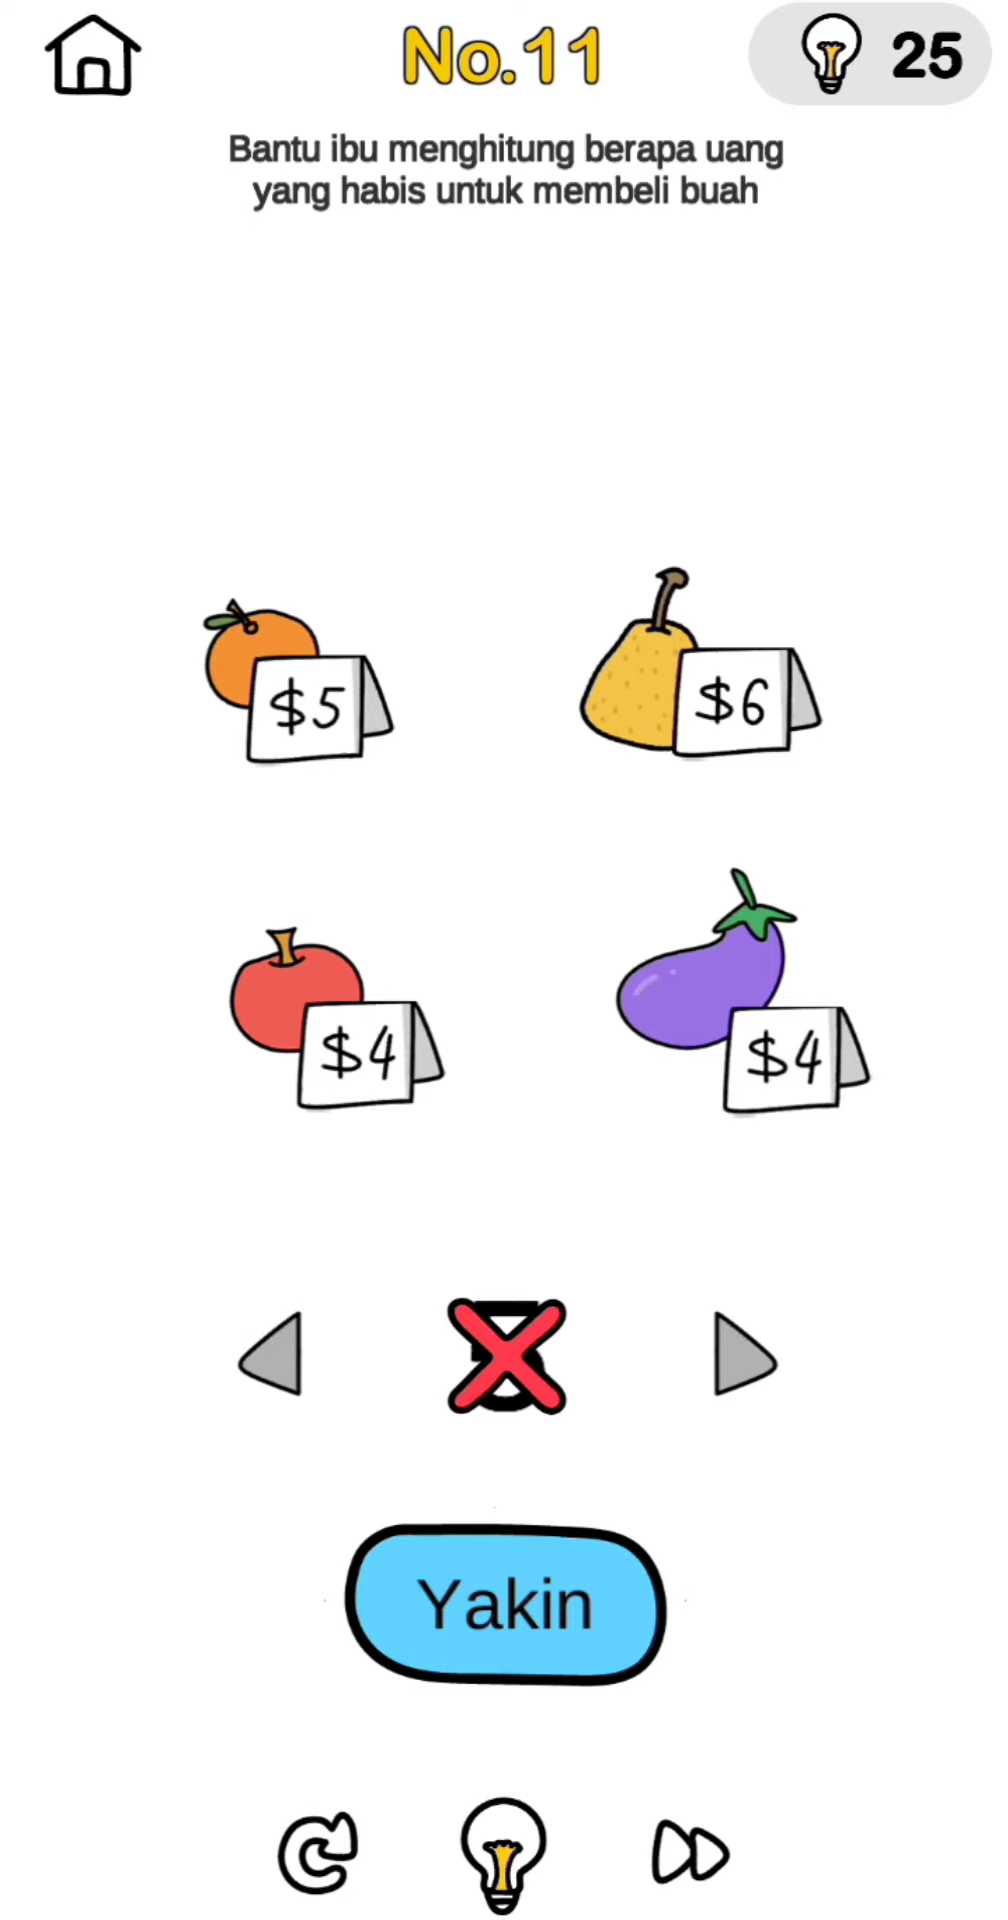 No.11
25
Bantu ibu menghitung berapa uang
yang habis untuk membeli buah
$5
$6
$4
$4
Yakin